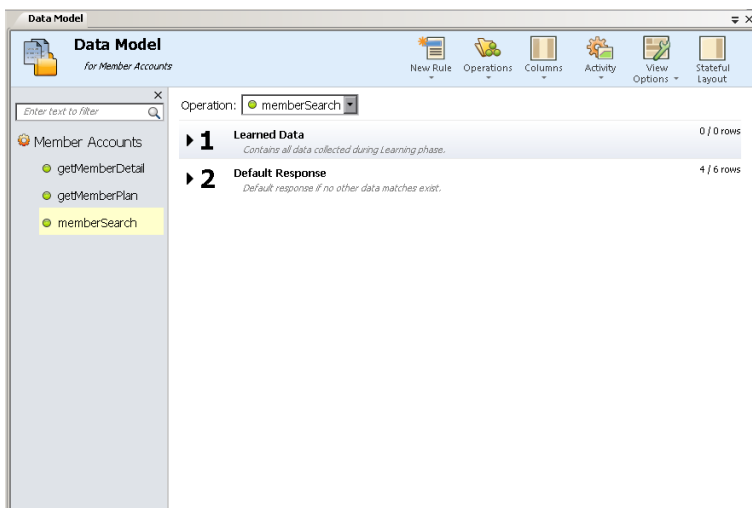 Data Model
Data Model
for Member Accounts
New Rule
Operations
Columns
Activity
View
Options
Stateful
Layout
Enter text to filter
Member Accounts
getMemberDetail
getMemberPlan
memberSearch
Operation: memberSearch
1 Learned Data 0 / 0 rows
Contains all data collected during Learning phase.
2 Default Response 4 / 6 rows
Default response if no other data matches exist.